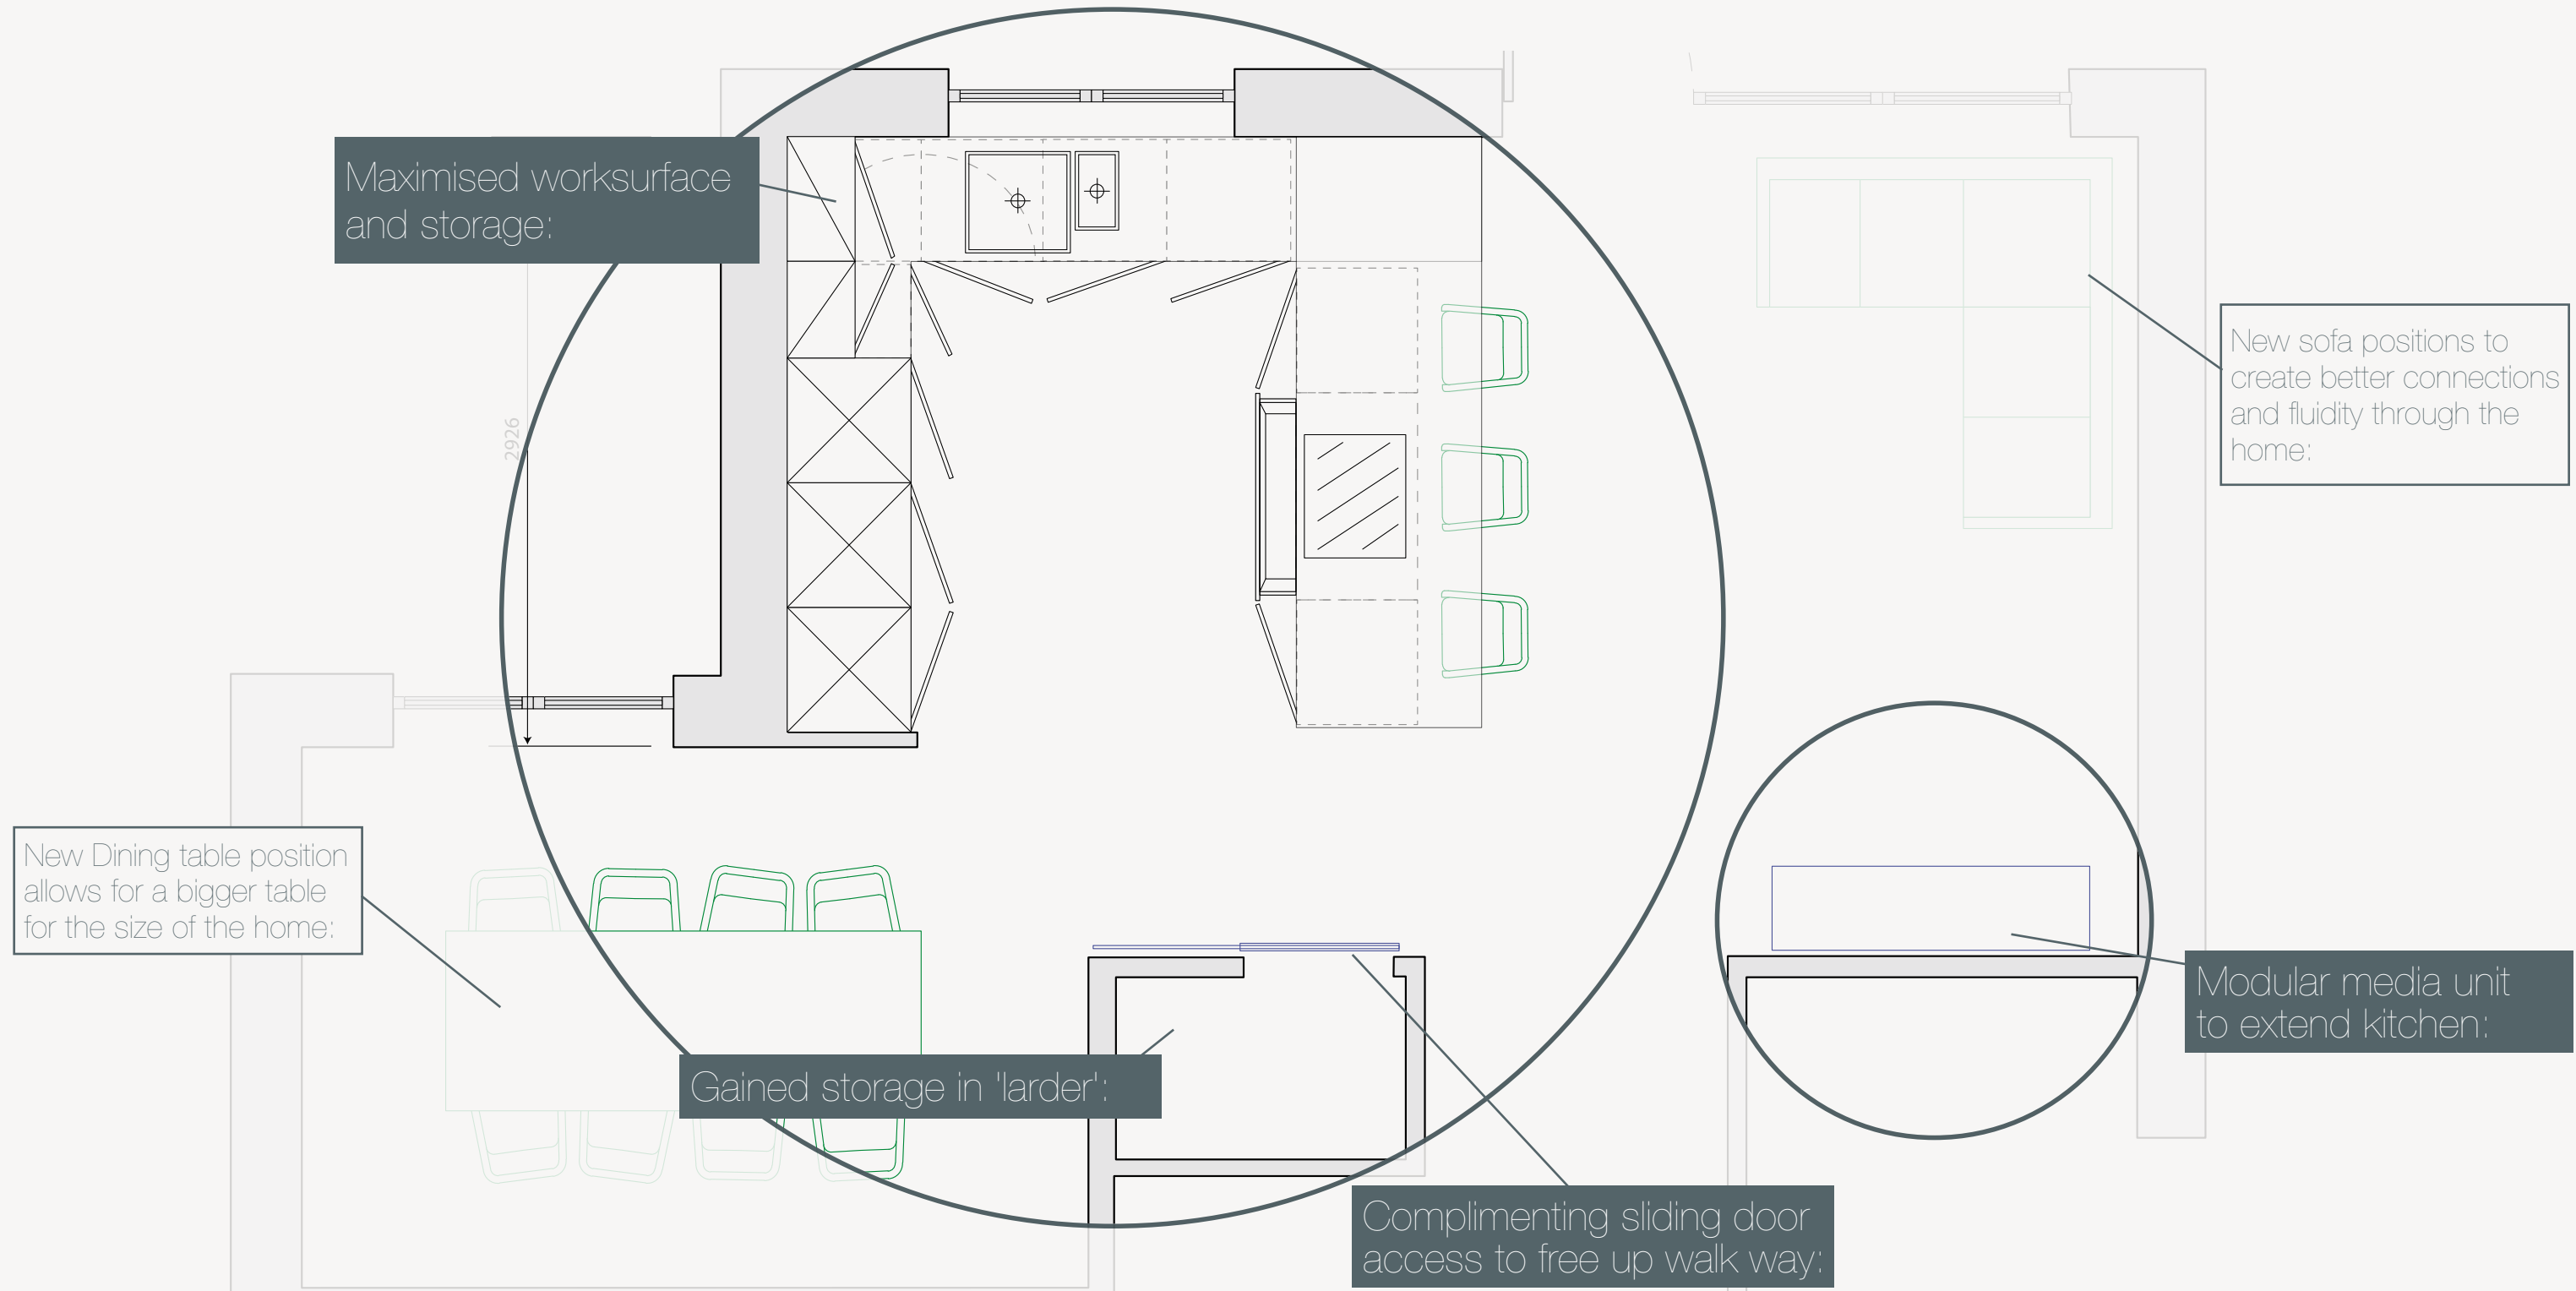 Maximised worksurface
and storage:
2926
New sofa positions to
create better connections
and fluidity through the
home:
New Dining table position
allows for a bigger table
for the size of the home:
Modular media unit
to extend kitchen:
Gained storage in 'larder':
Complimenting sliding door
access to free up walk way: